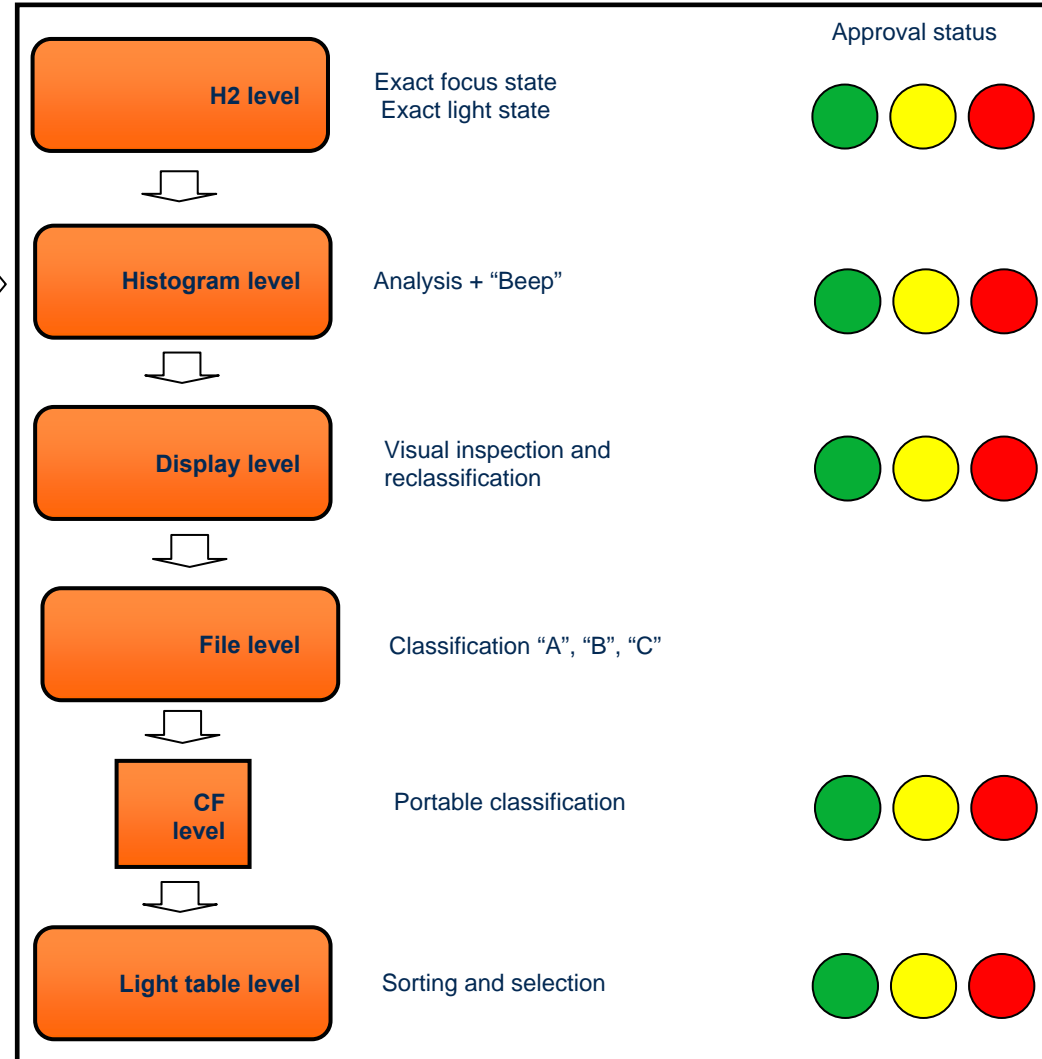 Approval status
H2 level
Exact focus state
Exact light state
Histogram level
Analysis + “Beep”
Display level
Visual inspection and
reclassification
File level
Classification “A”, “B”, “C”
CF
level
Portable classification
Light table level
Sorting and selection